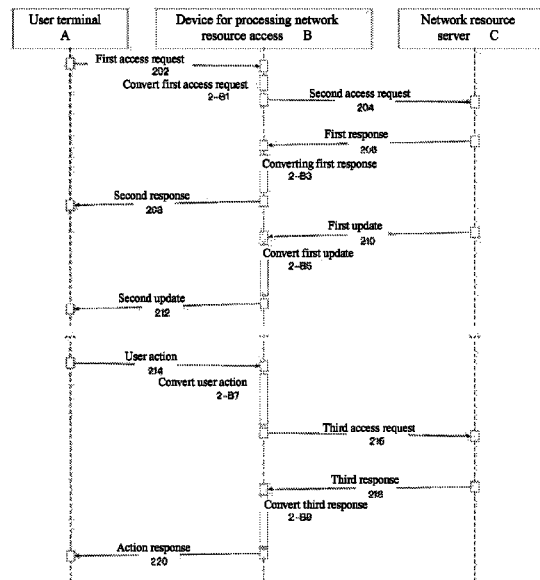 User terminal
A
Device for processing network
resource access B
Network resource
server C
First access request
202
Convert first access request
2-B1
Second access request
204
First response
206
Converting first response
2-B3
Second response
208
First update
210
Convert first update
2-B5
Second update
212
User action
214
Convert user action
2-B7
Third access request
216
Third response
218
Convert third response
2-B9
Action response
220